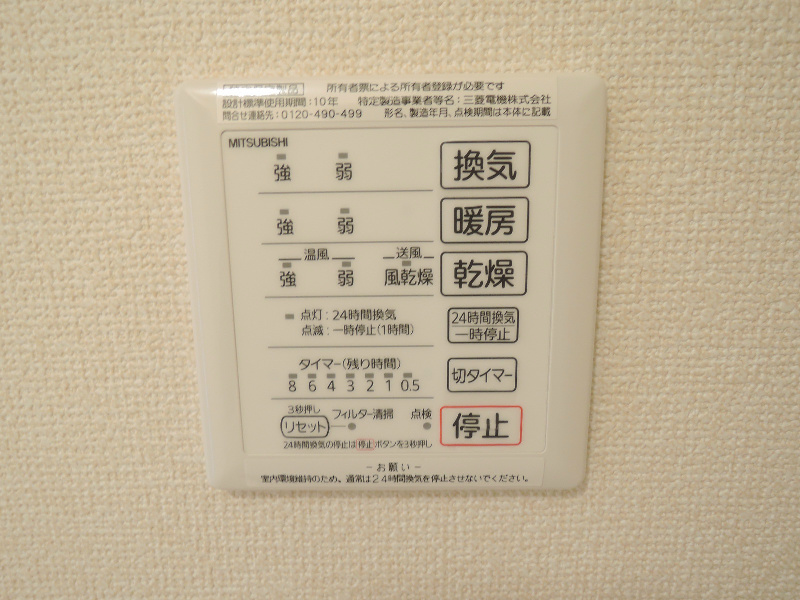 製品 所有者票による所有者登録が必要です
設計標準使用期間:10年 特定製造事業者等名:三菱電機株式会社
問合せ連絡先:0120-490-499 形名、製造年月、点検期間は本体に記載
MITSUBISHI
強 弱 換気
強 弱 暖房
温風 送風
強 弱 風乾燥 乾燥
点灯:24時間換気
点滅:一時停止(1時間)
24時間換気
一時停止
タイマー(残り時間)
8 6 4 3 2 1 0.5
切タイマー
3秒押し
リセット フィルター清掃 点検
停止
24時間換気の停止は停止ボタンを3秒押し
-お願い-
室内環境維持のため、通常は24時間換気を停止させないでください。